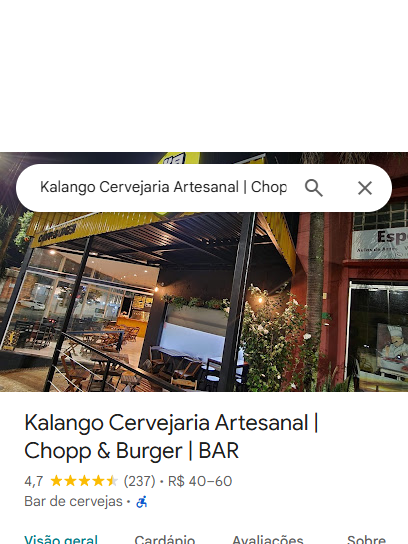 Kalango Cervejaria Artesanal | Chop
Espe
Kalango Cervejaria Artesanal |
Chopp & Burger | BAR
4,7 (237) • R$ 40–60
Bar de cervejas •
Visão geral Cardápio Avaliações Sobre